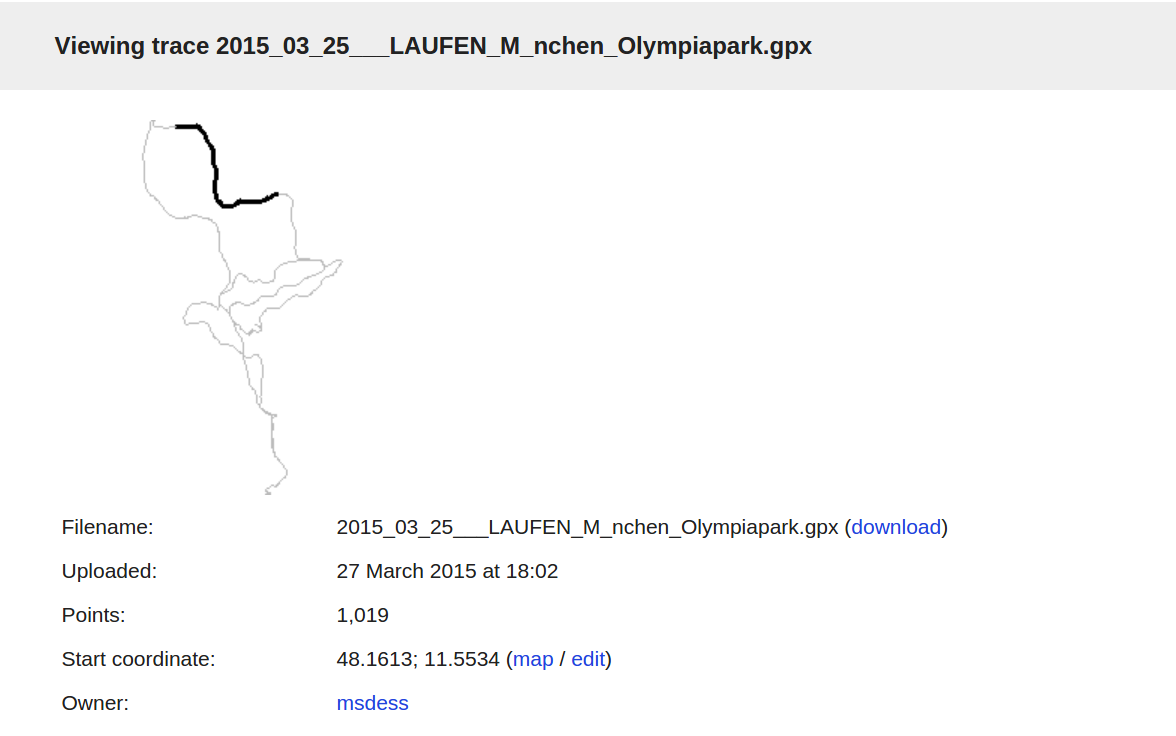 Viewing trace 2015_03_25___LAUFEN_M_nchen_Olympiapark.gpx
Filename: 2015_03_25___LAUFEN_M_nchen_Olympiapark.gpx (download)
Uploaded: 27 March 2015 at 18:02
Points: 1,019
Start coordinate: 48.1613; 11.5534 (map / edit)
Owner: msdess